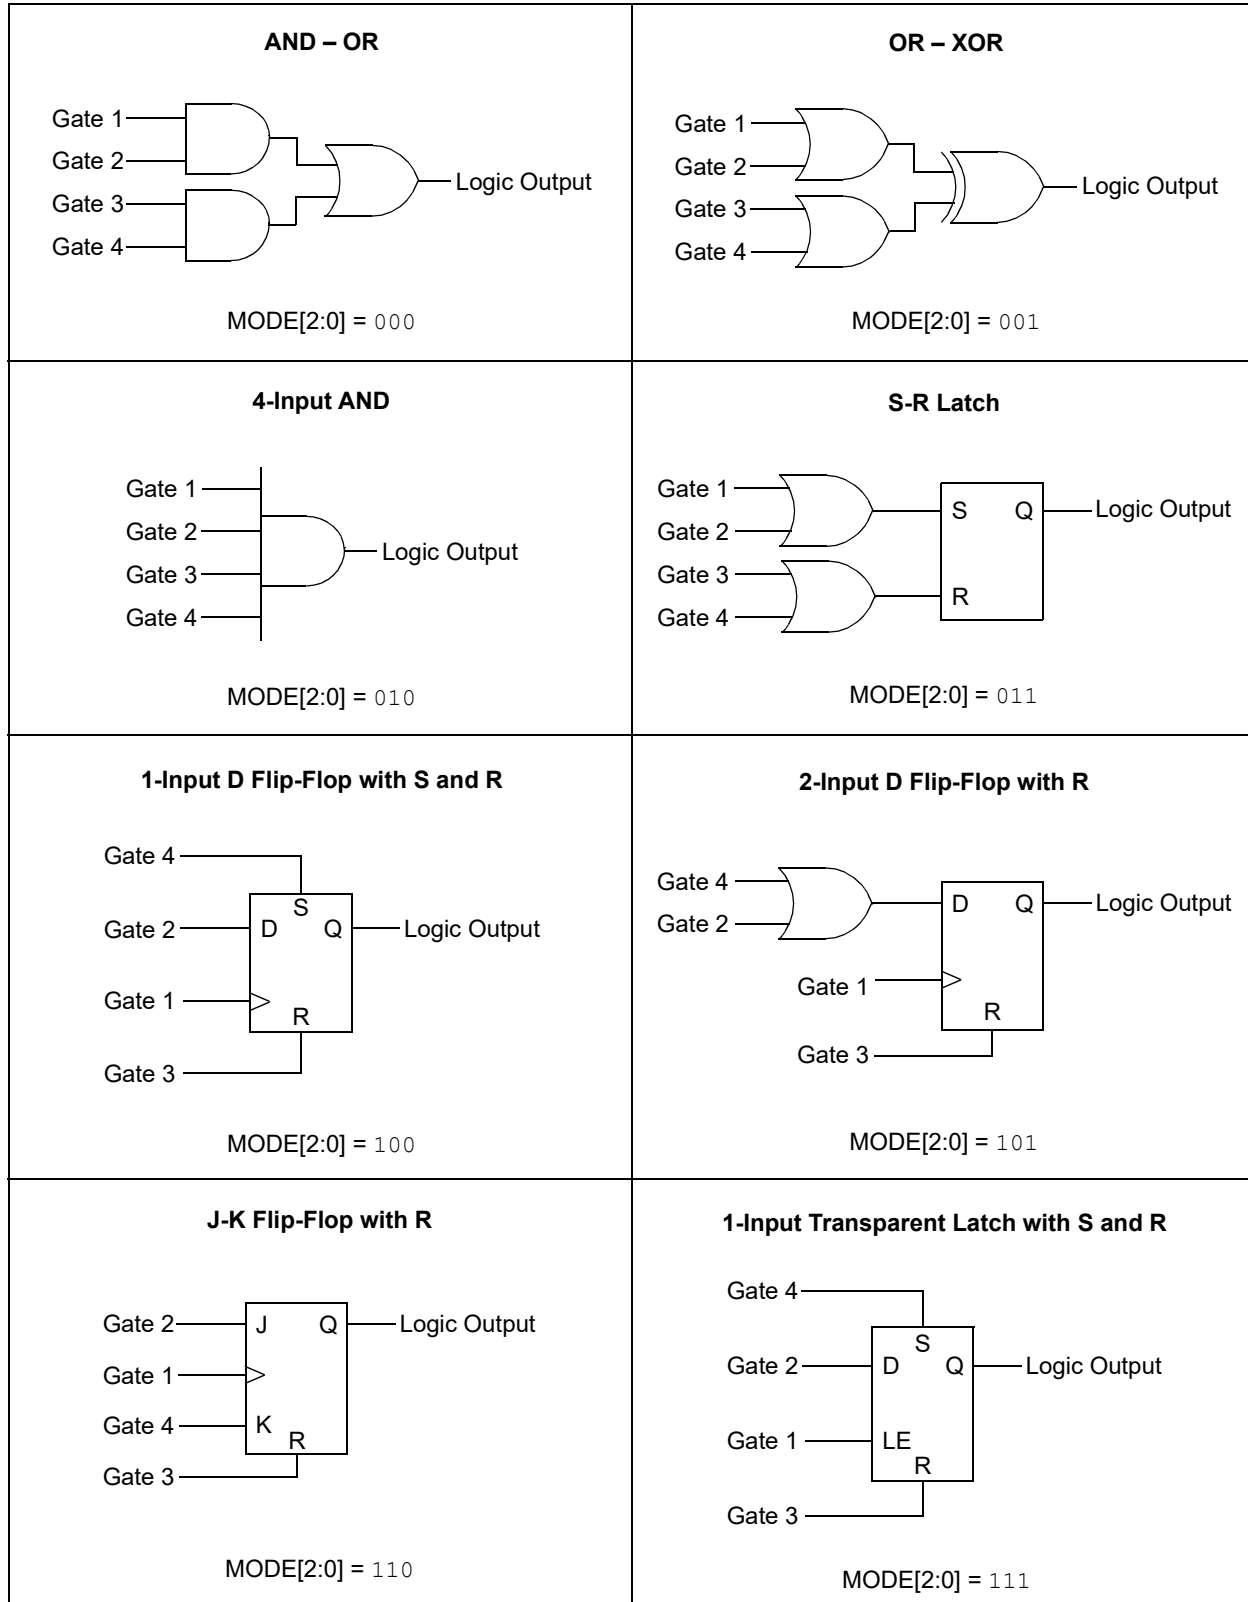 AND – OR
Gate 1
Gate 2
Gate 3
Gate 4
Logic Output
MODE[2:0] = 000
OR – XOR
Gate 1
Gate 2
Gate 3
Gate 4
Logic Output
MODE[2:0] = 001
4-Input AND
Gate 1
Gate 2
Gate 3
Gate 4
Logic Output
MODE[2:0] = 010
S-R Latch
Gate 1
Gate 2
Gate 3
Gate 4
S Q
R
Logic Output
MODE[2:0] = 011
1-Input D Flip-Flop with S and R
Gate 4
S
Gate 2
D Q
Logic Output
Gate 1
R
Gate 3
MODE[2:0] = 100
2-Input D Flip-Flop with R
Gate 4
Gate 2
D Q
Logic Output
Gate 1
R
Gate 3
MODE[2:0] = 101
J-K Flip-Flop with R
Gate 2
J Q
Logic Output
Gate 1
Gate 4
K
R
Gate 3
MODE[2:0] = 110
1-Input Transparent Latch with S and R
Gate 4
S
Gate 2
D Q
Logic Output
Gate 1
LE
R
Gate 3
MODE[2:0] = 111